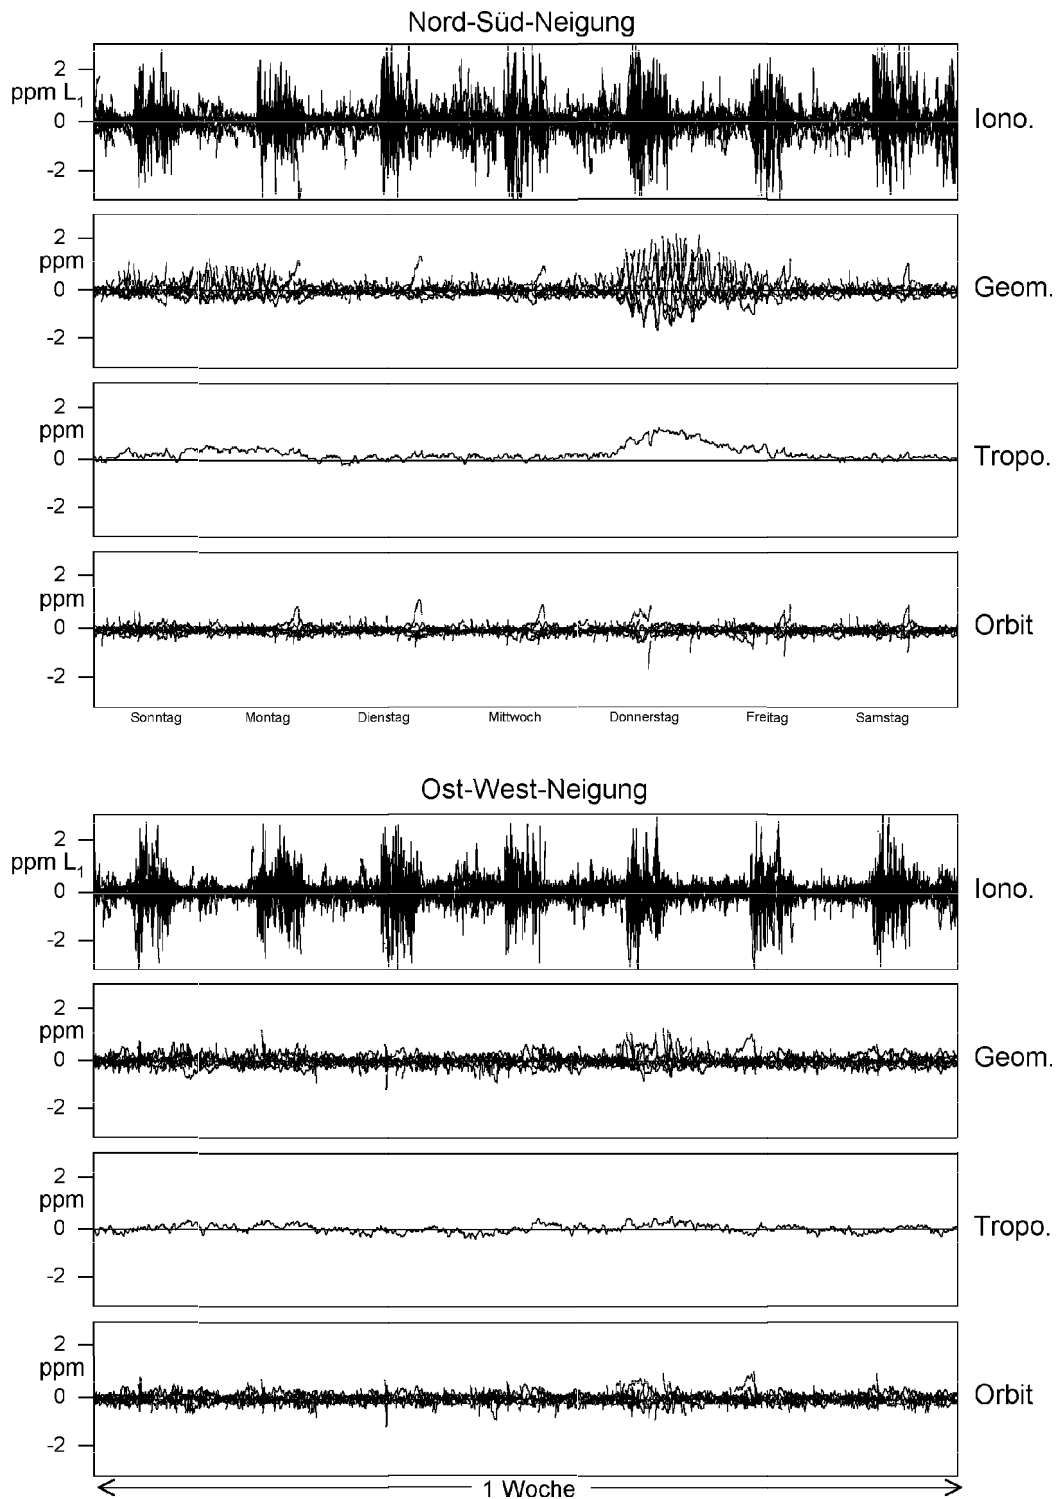 Nord-Süd-Neigung
2
ppm L1
0
-2
Iono.
2
ppm
0
-2
Geom.
2
ppm
0
-2
Tropo.
2
ppm
0
-2
Orbit
Sonntag Montag Dienstag Mittwoch Donnerstag Freitag Samstag
Ost-West-Neigung
2
ppm L1
0
-2
Iono.
2
ppm
0
-2
Geom.
2
ppm
0
-2
Tropo.
2
ppm
0
-2
Orbit
1 Woche